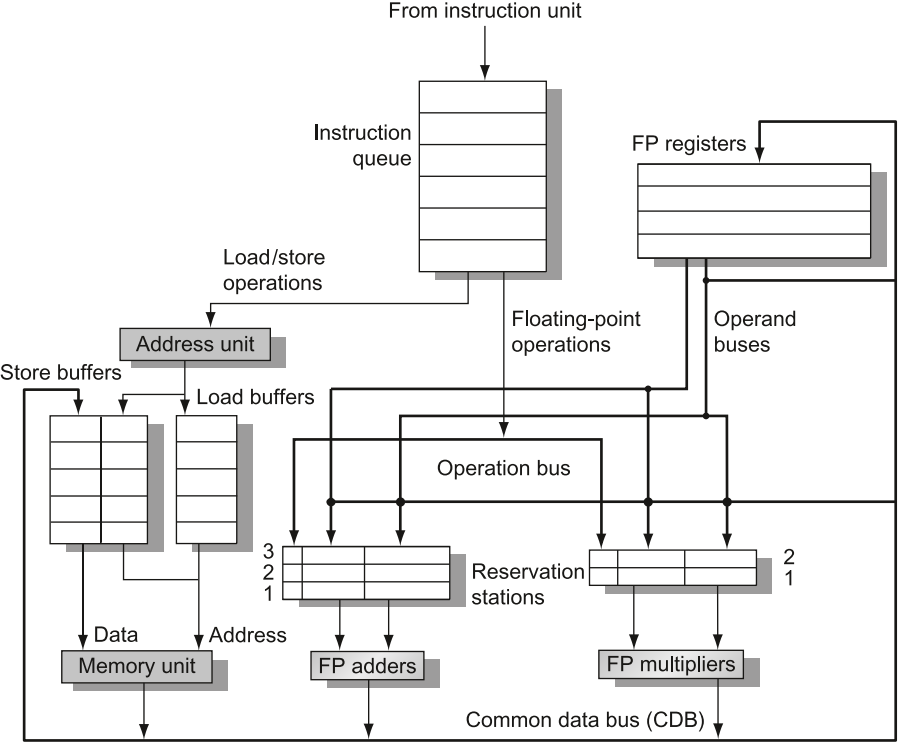 From instruction unit
Instruction
queue
FP registers
Load/store
operations
Floating-point
operations
Operand
buses
Address unit
Store buffers
Load buffers
Operation bus
3
2
1
Reservation
stations
2
1
Data
Address
Memory unit
FP adders
FP multipliers
Common data bus (CDB)